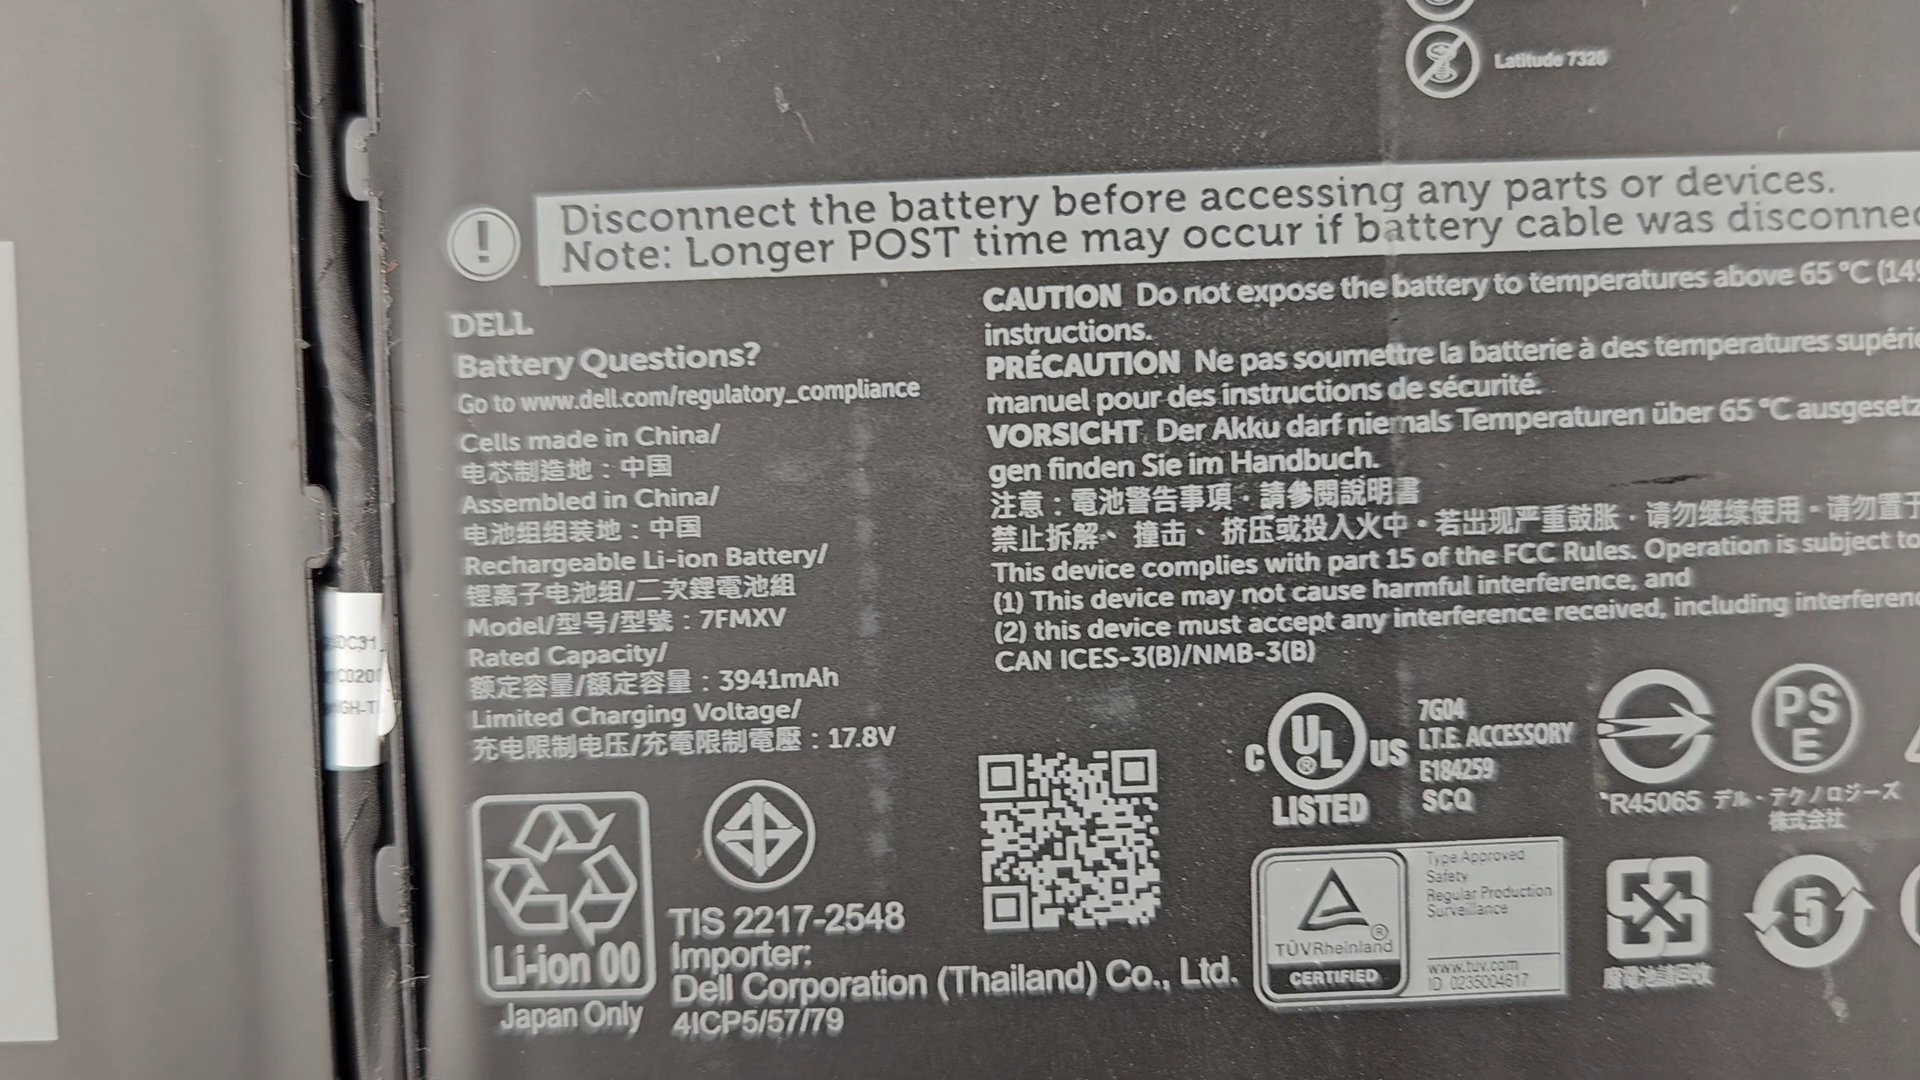 Latitude 7320
!
Disconnect the battery before accessing any parts or devices.
Note: Longer POST time may occur if battery cable was
DELL
Battery Questions?
Go to www.dell.com/regulatory_compliance
Cells made in China/
电芯制造地：中国
Assembled in China/
电池组组装地：中国
Rechargeable Li-ion Battery/
锂离子电池组/二次鋰電池組
Model/型号/型號：7FMXV
Rated Capacity/
额定容量/額定容量：3941mAh
Limited Charging Voltage/
充电限制电压/充電限制電壓：17.8V
CAUTION Do not expose the battery to temperatures above 65 °C
instructions.
PRÉCAUTION Ne pas soumettre la batterie à des temperatures
manuel pour des instructions de sécurité.
VORSICHT Der Akku darf niemals Temperaturen über 65 °C
gen finden Sie im Handbuch.
注意：電池警告事項，請參閱說明書
禁止拆解、撞击、挤压或投入火中。若出现严重鼓胀，请勿继续使用。请勿置于
This device complies with part 15 of the FCC Rules. Operation is subject to
(1) This device may not cause harmful interference, and
(2) this device must accept any interference received, including
CAN ICES-3(B)/NMB-3(B)
C UL ® US
LISTED
7G04
I.T.E. ACCESSORY
E184259
SCQ
R45065
PS
E
デル・テクノロジーズ
株式会社
Li-ion 00
Japan Only
TIS 2217-2548
Importer:
Dell Corporation (Thailand) Co., Ltd.
4ICP5/57/79
TÜVRheinland ®
CERTIFIED
Type Approved
Safety
Regular Production
Surveillance
www.tuv.com
ID 0235004617
廢電池請回收
5